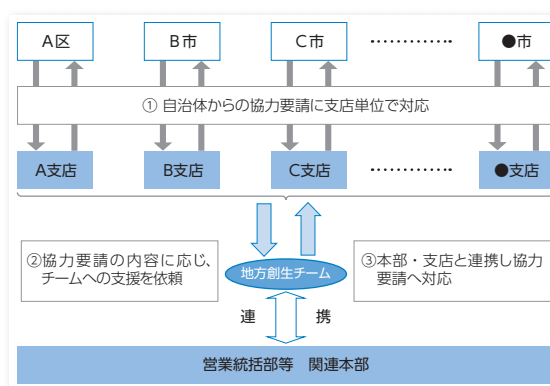 A区
B市
C市
●市
① 自治体からの協力要請に支店単位で対応
A支店
B支店
C支店
●支店
②協力要請の内容に応じ、
チームへの支援を依頼
地方創生チーム
③本部・支店と連携し協力
要請へ対応
連 携
営業統括部等 関連本部